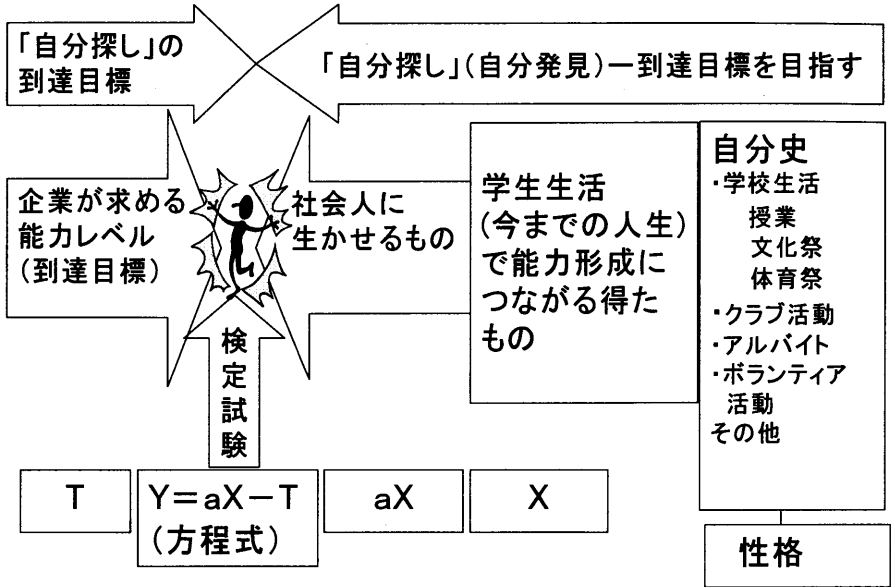 「自分探し」の
到達目標
「自分探し」(自分発見)ー到達目標を目指す
企業が求める
能力レベル
(到達目標)
社会人に
生かせるもの
学生生活
(今までの人生)
で能力形成に
つながる得た
もの
自分史
・学校生活
授業
文化祭
体育祭
・クラブ活動
・アルバイト
・ボランティア
活動
その他
検定試験
T
Y=aX-T
(方程式)
aX
X
性格